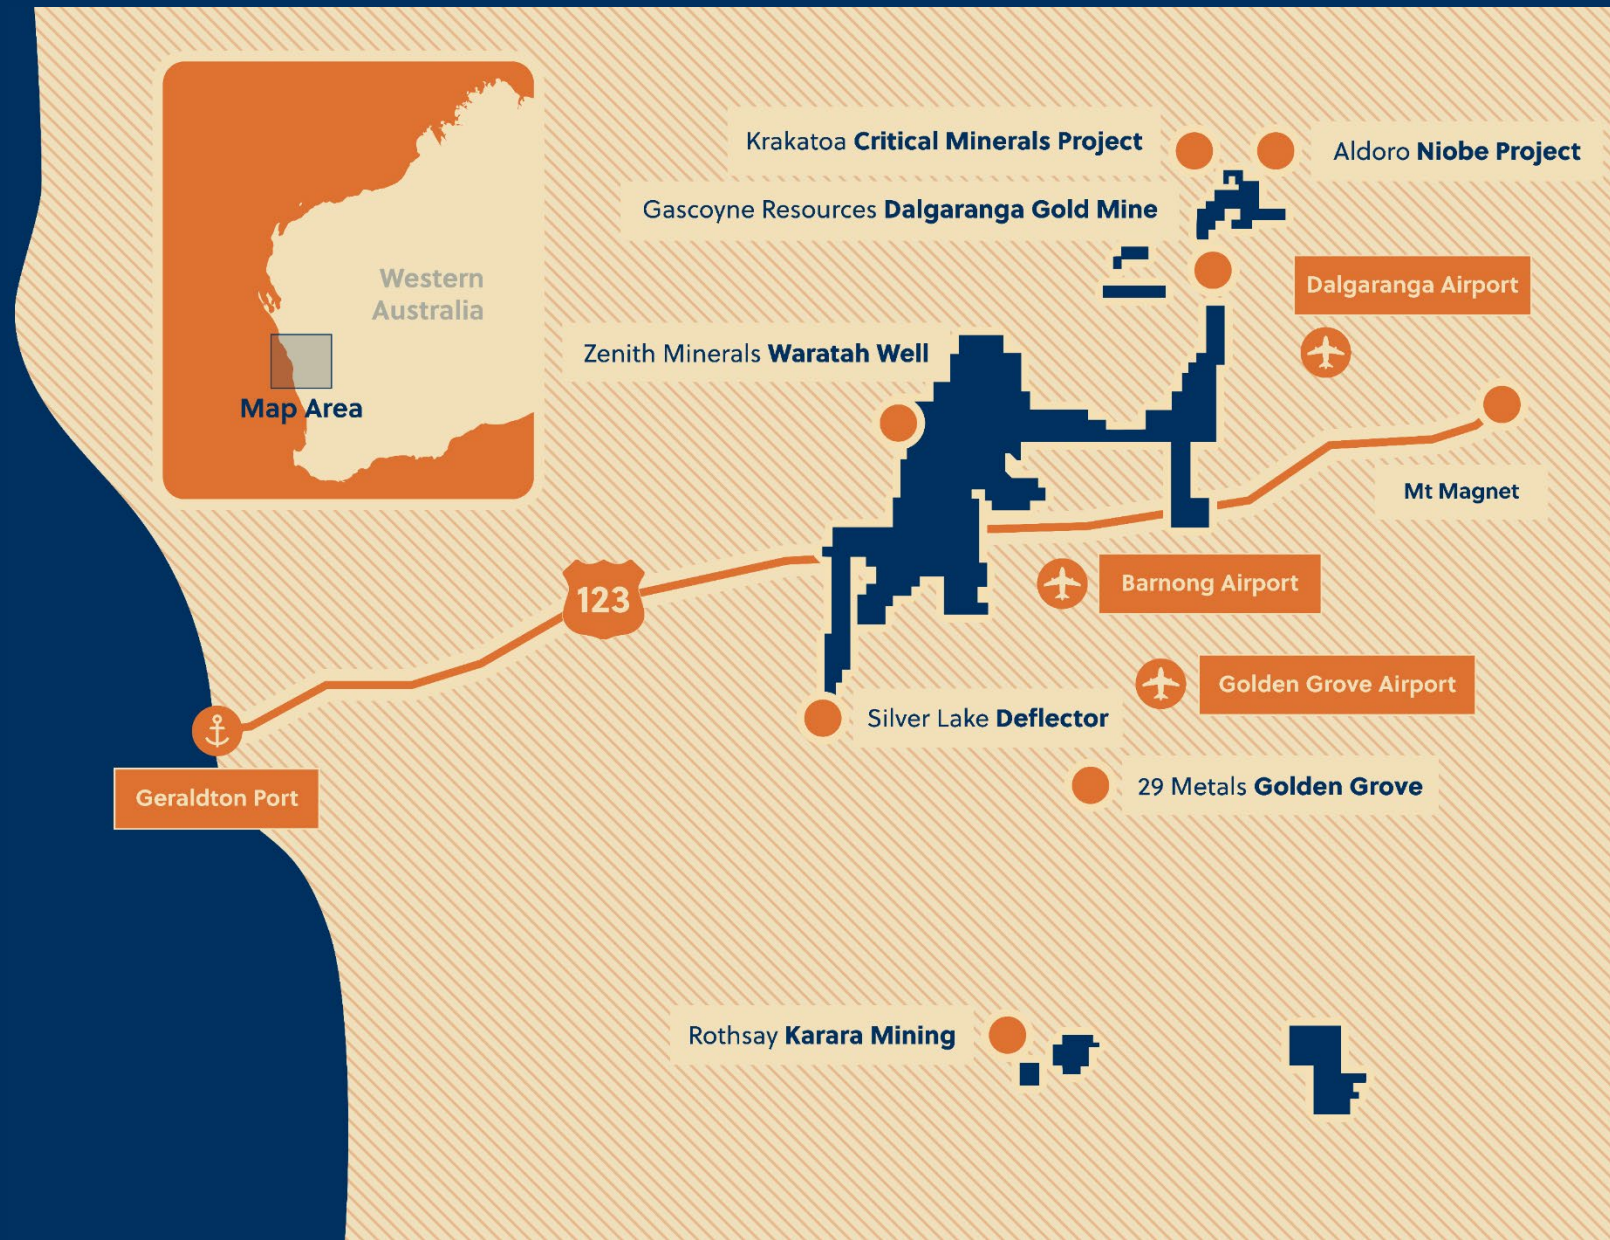 Krakatoa Critical Minerals Project
Aldoro Niobe Project
Gascoyne Resources Dalgaranga Gold Mine
Western
Australia
Dalgaranga Airport
Zenith Minerals Waratah Well
Map Area
Mt Magnet
123
Barnong Airport
Golden Grove Airport
Silver Lake Deflector
29 Metals Golden Grove
Geraldton Port
Rothsay Karara Mining